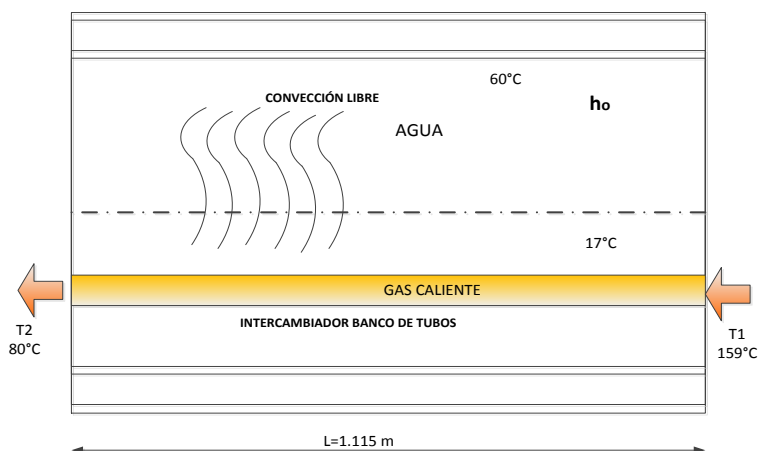 60°C
CONVECCIÓN LIBRE
ho
AGUA
17°C
GAS CALIENTE
INTERCAMBIADOR BANCO DE TUBOS
T2
80°C
T1
159°C
L=1.115 m